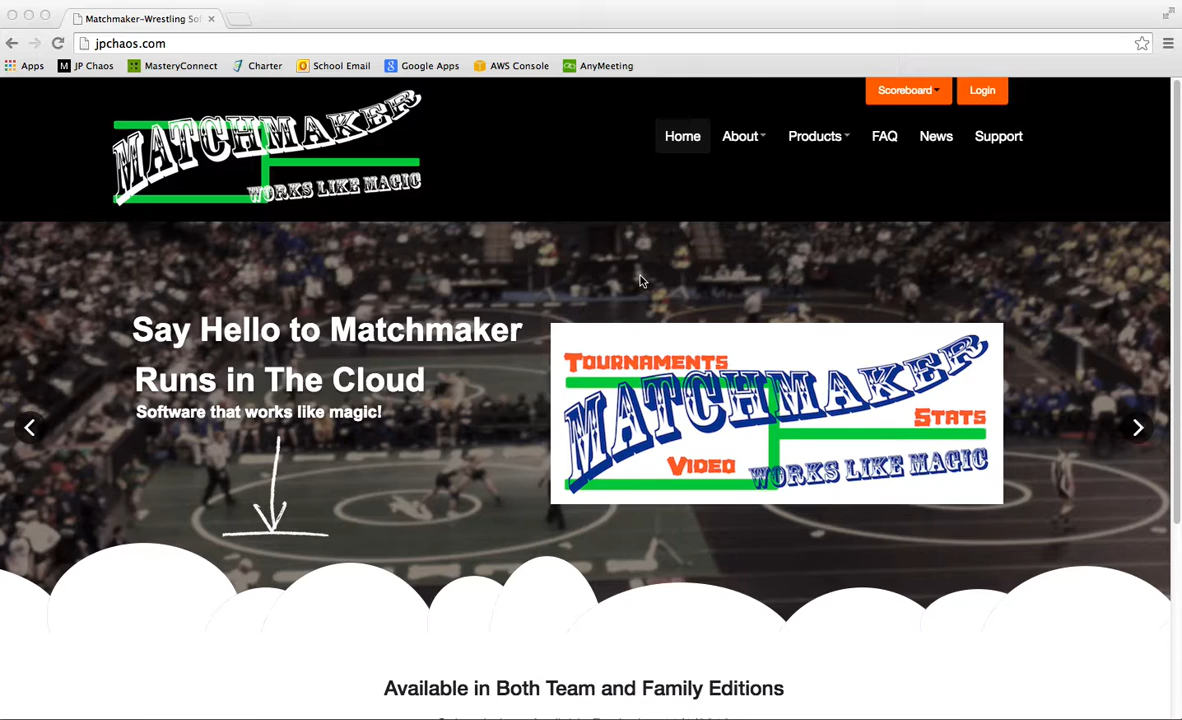 Matchmaker-Wrestling Sof
jpchaos.com
Apps JP Chaos MasteryConnect Charter School Email Google Apps AWS Console AnyMeeting
Scoreboard Login
MATCHMAKER
WORKS LIKE MAGIC
Home About Products FAQ News Support
Say Hello to Matchmaker
Runs in The Cloud
Software that works like magic!
TOURNAMENTS
MATCHMAKER
STATS
VIDEO
WORKS LIKE MAGIC
Available in Both Team and Family Editions